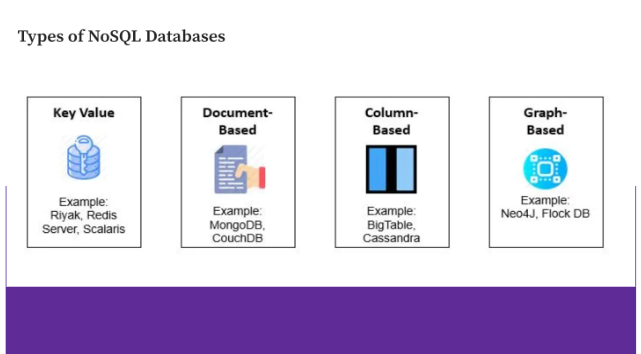 Types of NoSQL Databases
Key Value
Example:
Riyak, Redis
Server, Scalaris
Document-
Based
Example:
MongoDB,
CouchDB
Column-
Based
Example:
BigTable,
Cassandra
Graph-
Based
Example:
Neo4J, Flock DB